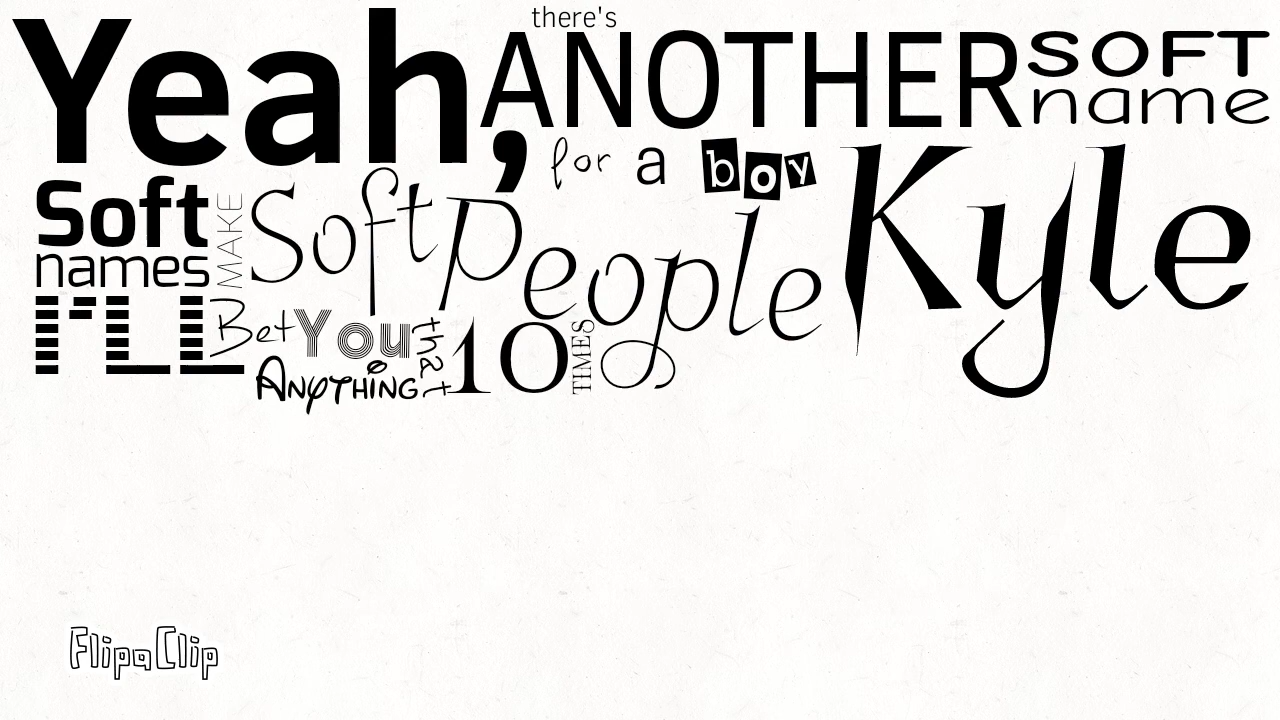 Yeah, there's ANOTHER SOFT name
for a boy Kyle
Soft names MAKE Soft People
I'LL Bet You ANYTHING that 10 TIMES
FlipaClip